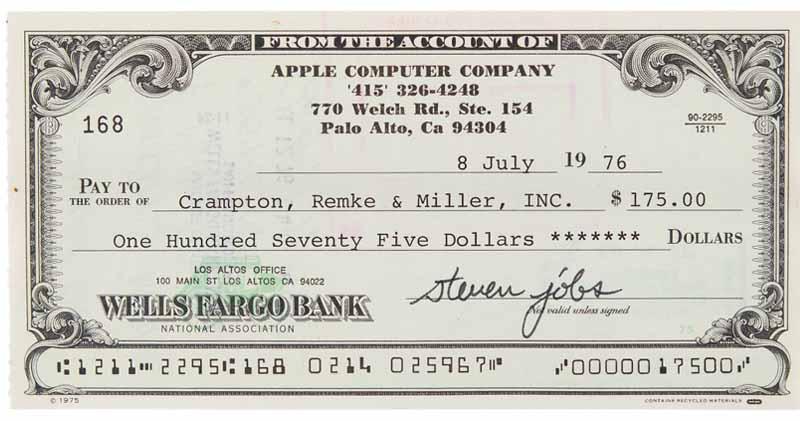 FROM THE ACCOUNT OF
APPLE COMPUTER COMPANY
'415' 326-4248
770 Welch Rd., Ste. 154
Palo Alto, Ca 94304
168
90-2295
1211
8 July 19 76
PAY TO
THE ORDER OF Crampton, Remke & Miller, INC. $ 175.00
One Hundred Seventy Five Dollars ******* DOLLARS
LOS ALTOS OFFICE
100 MAIN ST LOS ALTOS CA 94022
WELLS FARGO BANK
NATIONAL ASSOCIATION
steven jobs
Not valid unless signed
75
⑆1211⑉2295⑆168 0214 025967⑈ ⑇0000017500⑇
© 1975
CONTAINS RECYCLED MATERIALS